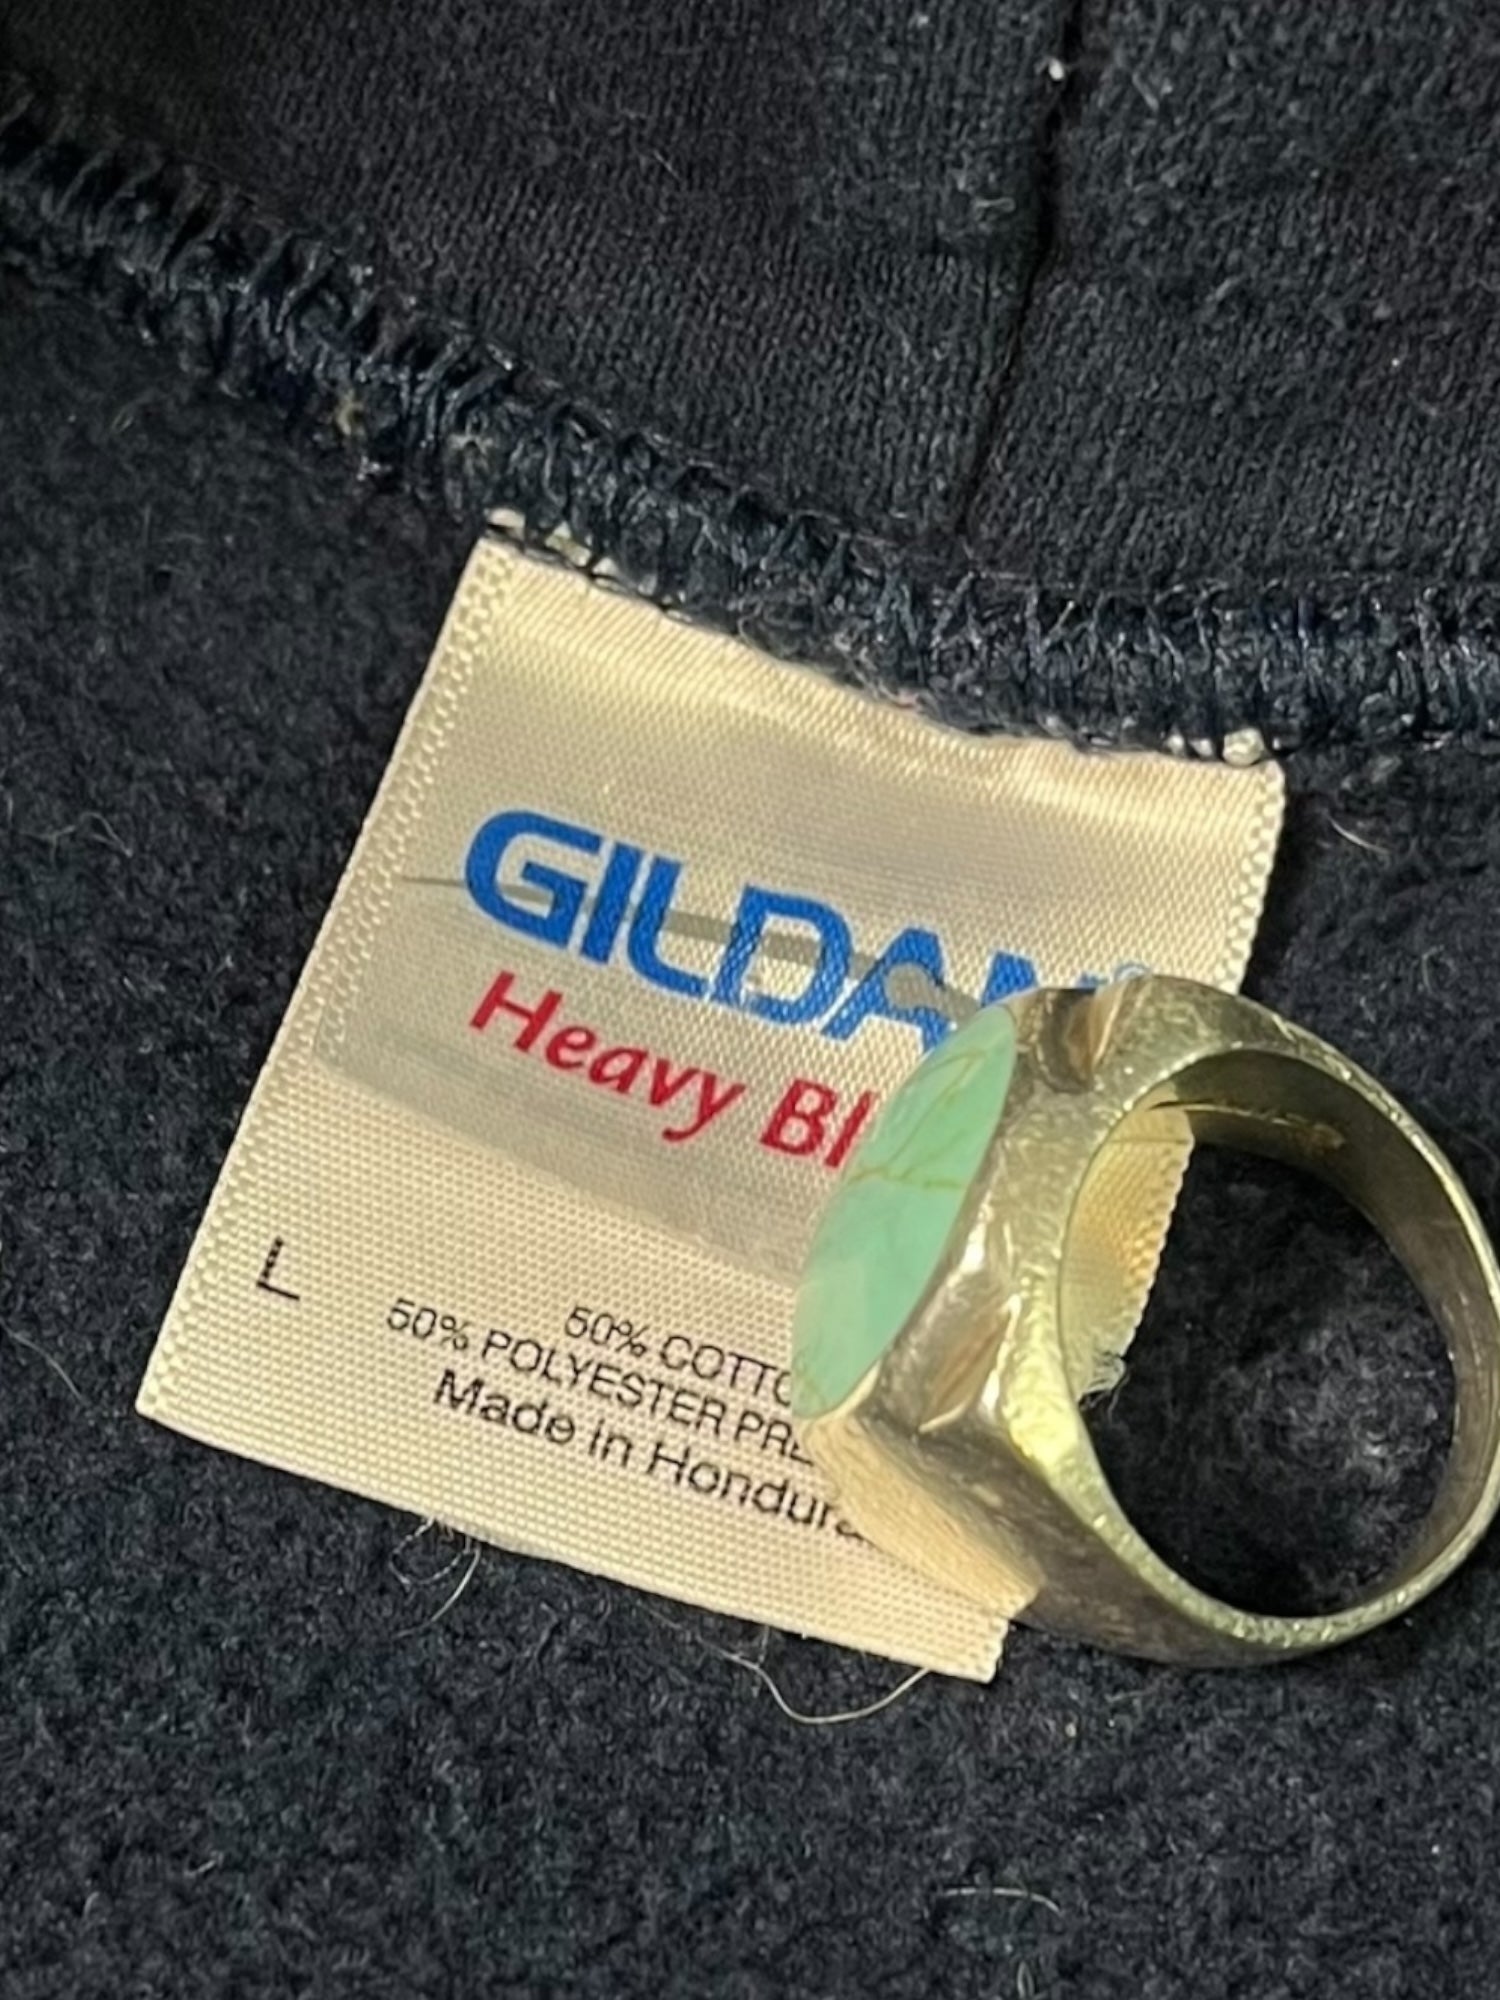 GILDAN
Heavy Bl
L
50% COTTO
50% POLYESTER PRE
Made in Hondura